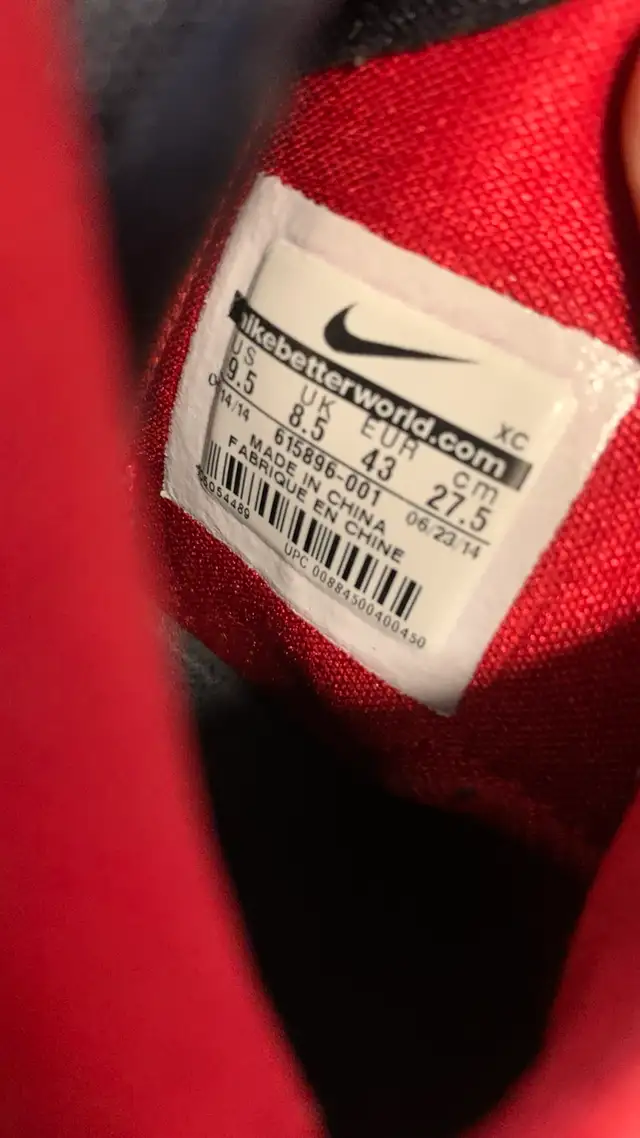 nikebetterworld.com
XC
US UK EUR cm
9.5 8.5 43 27.5
14/14 615896-001 06/23/14
MADE IN CHINA
FABRIQUE EN CHINE
UPC 00884500400450